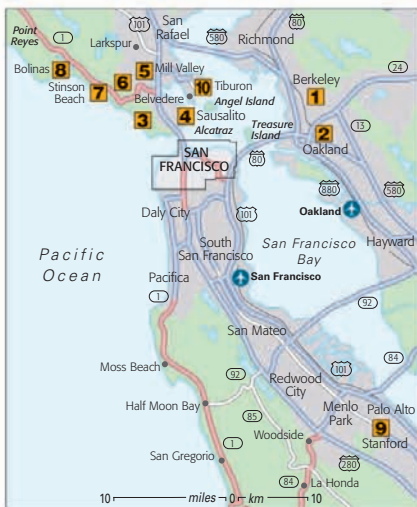 Point
Reyes
1
101
San
Rafael
580
Richmond
80
Larkspur
Bolinas
8
5
Mill Valley
24
Stinson
Beach
7
6
10
Tiburon
Berkeley
1
Belvedere
Angel Island
3
4
Sausalito
Alcatraz
Treasure
Island
2
Oakland
13
SAN
FRANCISCO
80
Daly City
101
880
580
Oakland
South
San Francisco
San Francisco
Bay
Hayward
Pacific
Ocean
Pacifica
San Francisco
1
92
San Mateo
Moss Beach
92
101
84
Redwood
City
Half Moon Bay
85
Menlo
Park
Palo Alto
9
Stanford
Woodside
1
280
San Gregorio
84
La Honda
10 miles 0 km 10